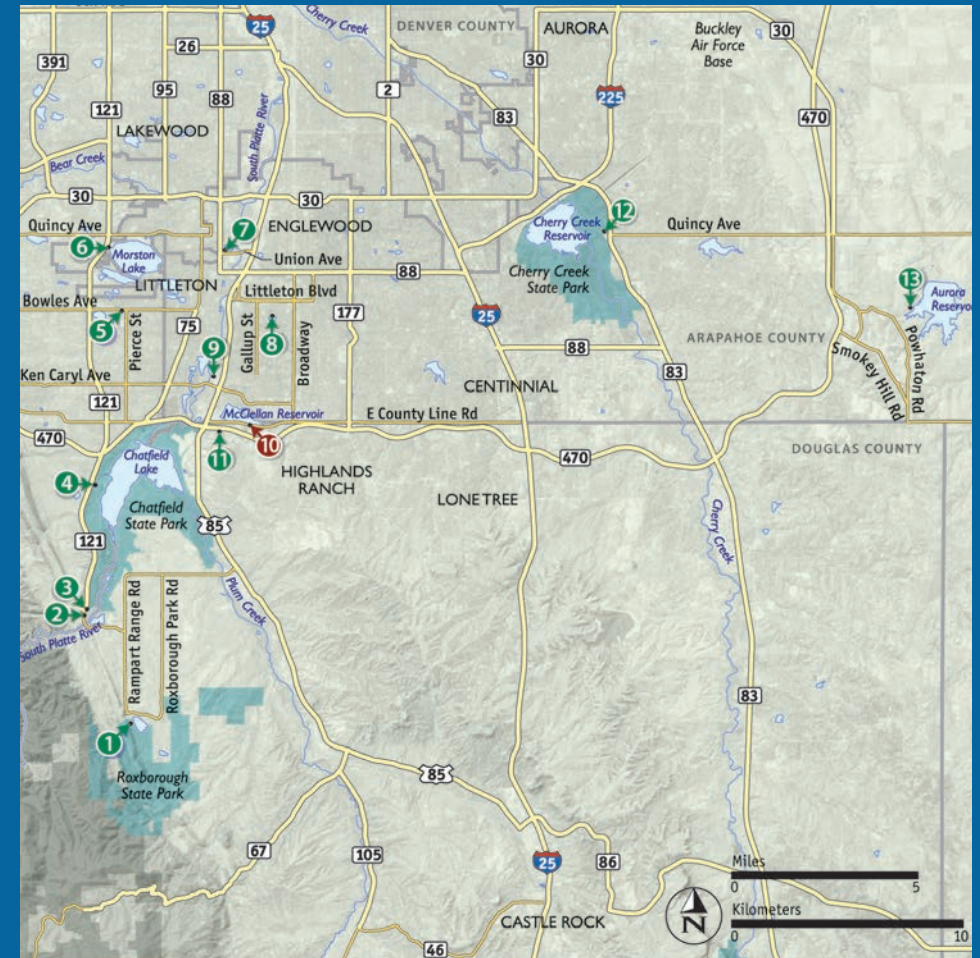 Cherry Creek
DENVER COUNTY
AURORA
Buckley
Air Force
Base
25
30
26
391
30
95
88
2
225
121
83
470
LAKEWOOD
South Platte River
Bear Creek
30
30
12
Quincy Ave
7
ENGLEWOOD
Cherry Creek
Reservoir
Quincy Ave
6
Morston
Lake
Union Ave
88
Cherry Creek
State Park
13
LITTLETON
Littleton Blvd
Aurora
Reservo
Bowles Ave
5
Pierce St
75
Gallup St
8
Broadway
177
25
ARAPAHOE COUNTY
Powhaton Rd
Smokey Hill Rd
9
88
83
Ken Caryl Ave
CENTINNIAL
121
McClellan Reservoir
E County Line Rd
470
11
10
470
DOUGLAS COUNTY
Chatfield
Lake
HIGHLANDS
RANCH
4
LONE TREE
Chatfield
State Park
85
Cherry Creek
121
3
2
Rampart Range Rd
Roxborough Park Rd
Plum Creek
South Platte River
83
1
Roxborough
State Park
85
67
105
25
86
Miles
0
5
N
Kilometers
0
10
CASTLE ROCK
46